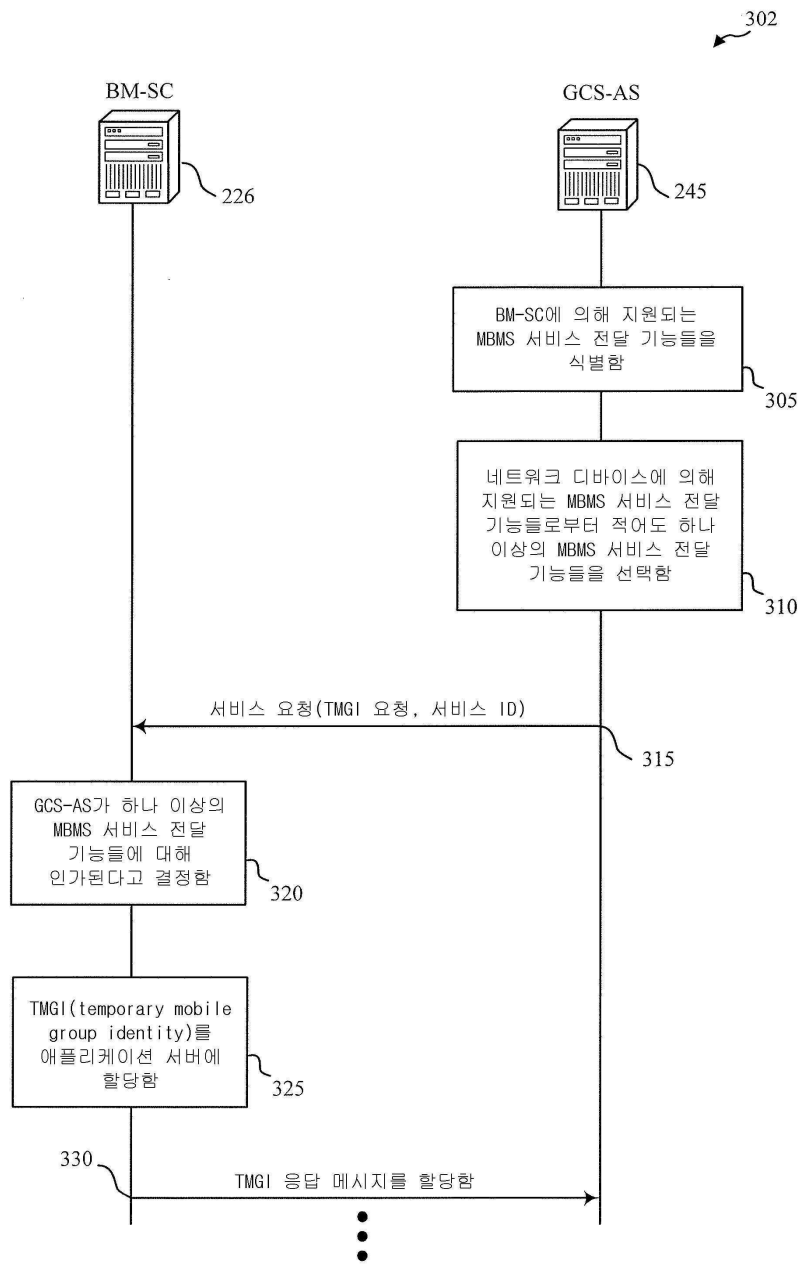 302
BM-SC
GCS-AS
226
245
BM-SC에 의해 지원되는
MBMS 서비스 전달 기능들을
식별함
305
네트워크 디바이스에 의해
지원되는 MBMS 서비스 전달
기능들로부터 적어도 하나
이상의 MBMS 서비스 전달
기능들을 선택함
310
서비스 요청(TMGI 요청, 서비스 ID)
315
GCS-AS가 하나 이상의
MBMS 서비스 전달
기능들에 대해
인가된다고 결정함
320
TMGI(temporary mobile
group identity)를
애플리케이션 서버에
할당함
325
330
TMGI 응답 메시지를 할당함